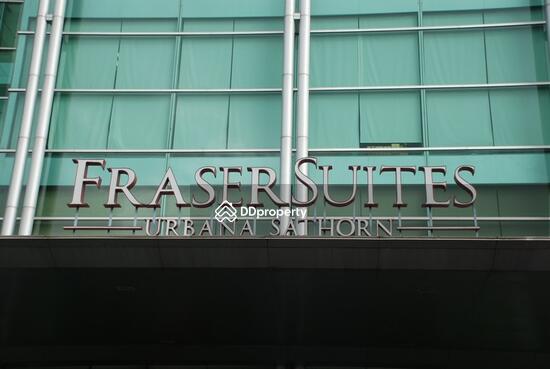 FRASER SUITES
DDproperty
URBANA SATHORN